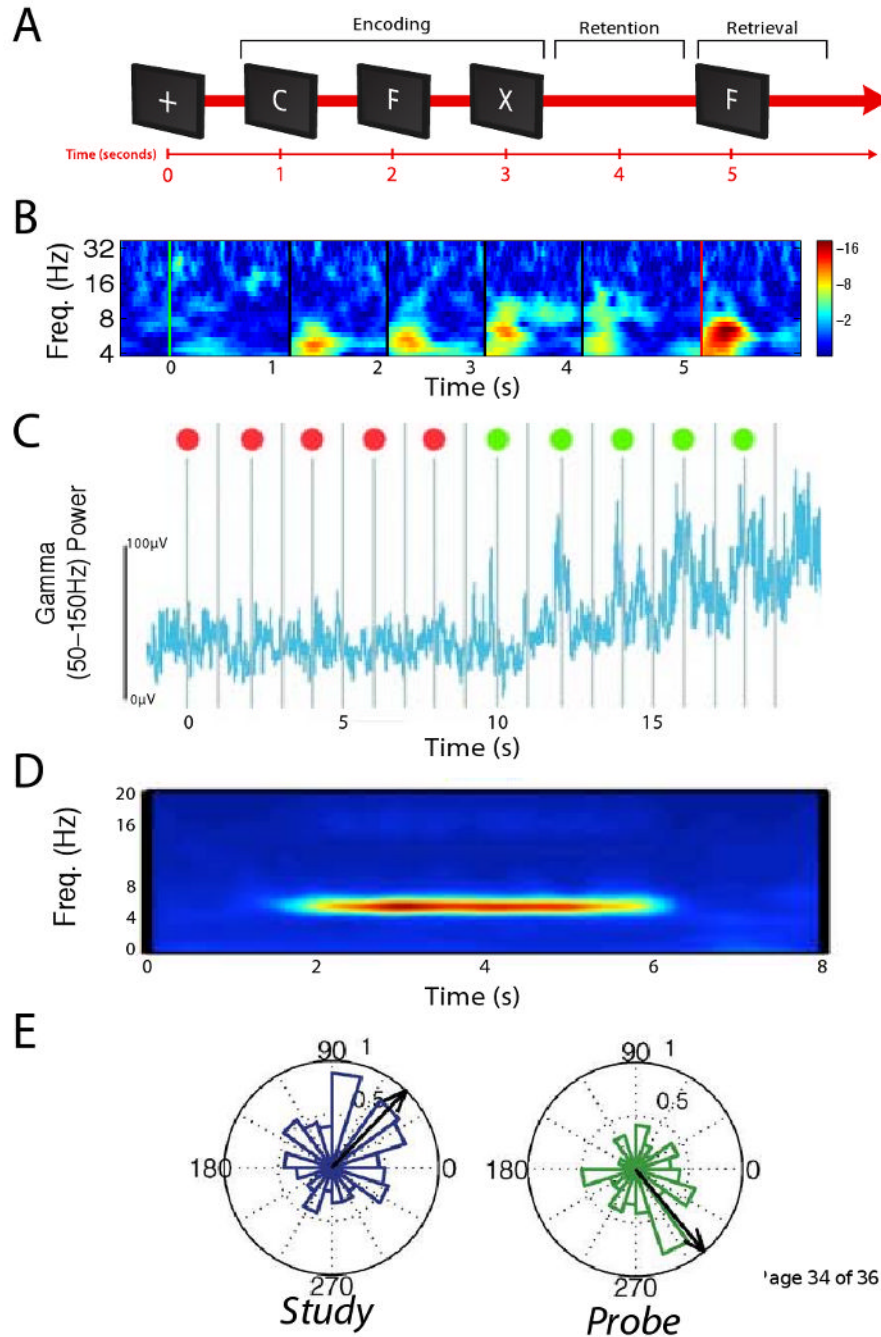 A
Encoding
Retention
Retrieval
+ C F X F
Time (seconds)
0 1 2 3 4 5
B
Freq. (Hz)
32
16
8
4
-16
-8
-2
0 1 2 3 4 5
Time (s)
C
Gamma
(50-150Hz) Power
100µV
0µV
0 5 10 15
Time (s)
D
Freq. (Hz)
20
16
8
4
0
0 2 4 6 8
Time (s)
E
90 1
0.5
180 0
270
Study
90 1
0.5
180 0
270
Probe
age 34 of 36